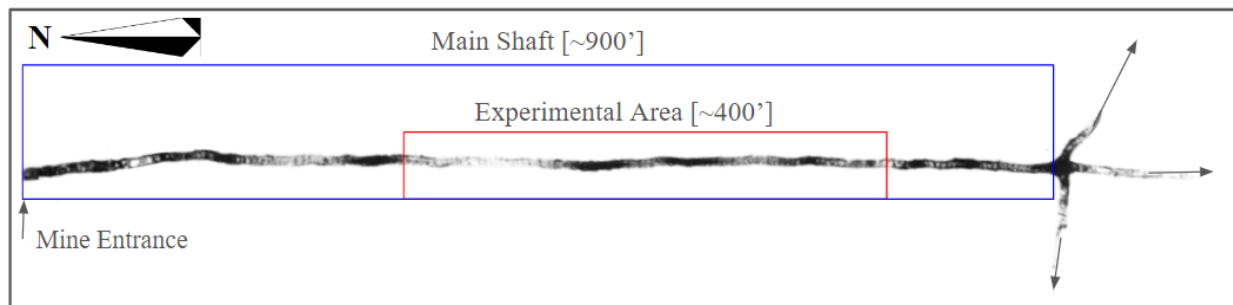 N
Main Shaft [~900’]
Experimental Area [~400’]
Mine Entrance